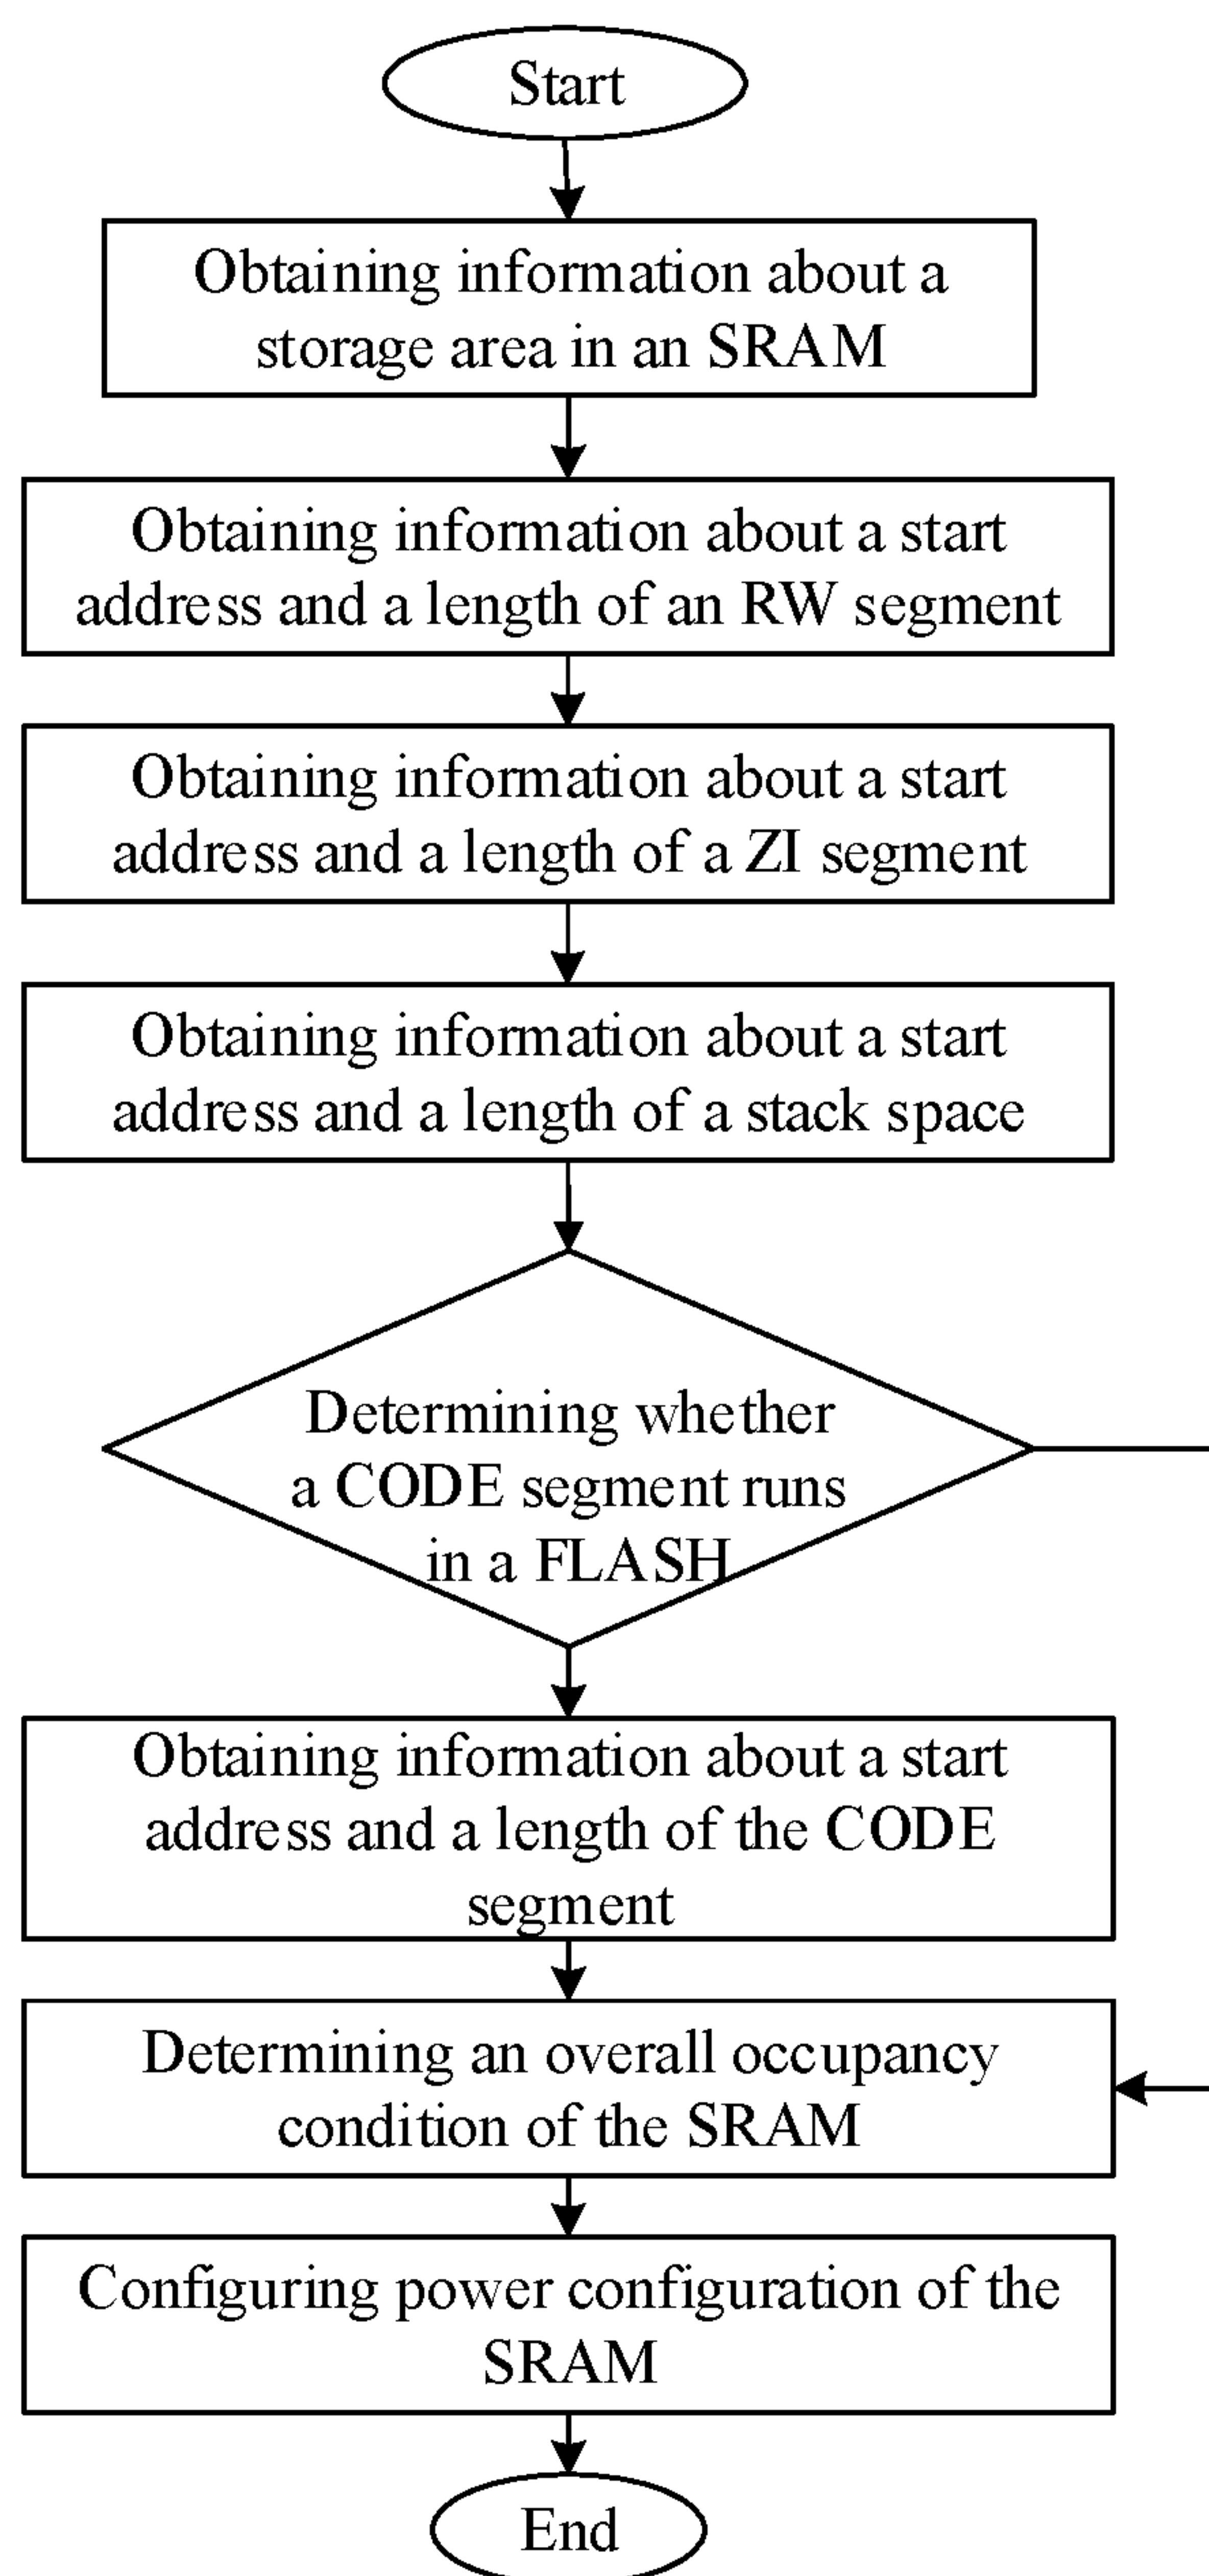 Start
Obtaining information about a
storage area in an SRAM
Obtaining information about a start
address and a length of an RW segment
Obtaining information about a start
address and a length of a ZI segment
Obtaining information about a start
address and a length of a stack space
Determining whether
a CODE segment runs
in a FLASH
Obtaining information about a start
address and a length of the CODE
segment
Determining an overall occupancy
condition of the SRAM
Configuring power configuration of the
SRAM
End